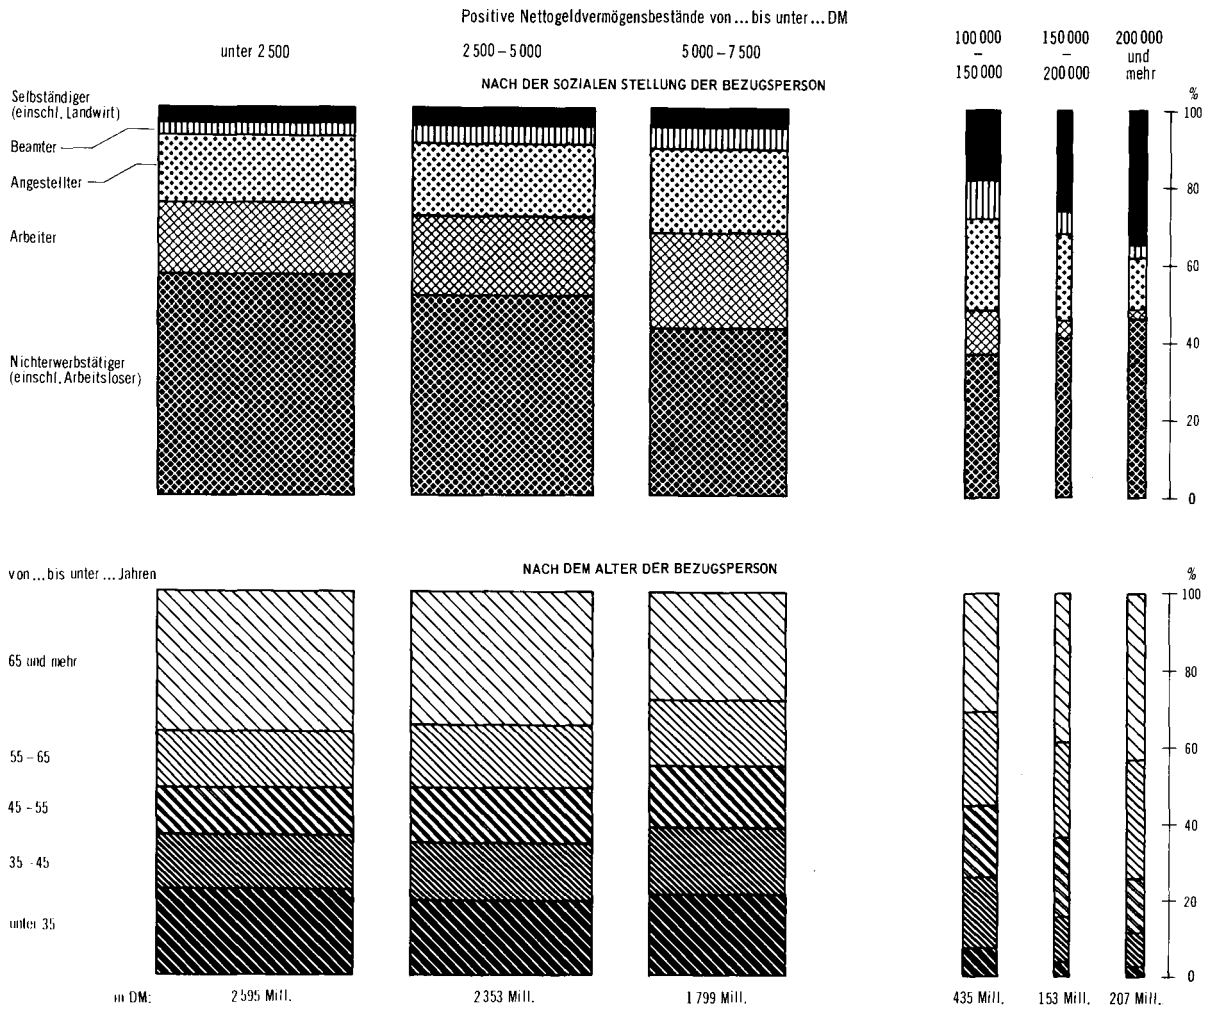 Positive Nettogeldvermögensbestände von ... bis unter ... DM
unter 2 500
2 500 – 5 000
5 000 – 7 500
100 000
–
150 000
150 000
–
200 000
200 000
und
mehr
NACH DER SOZIALEN STELLUNG DER BEZUGSPERSON
Selbständiger
(einschl. Landwirt)
Beamter
Angestellter
Arbeiter
Nichterwerbstätiger
(einschl. Arbeitsloser)
%
100
80
60
40
20
0
NACH DEM ALTER DER BEZUGSPERSON
von ... bis unter ... Jahren
65 und mehr
55 – 65
45 – 55
35 – 45
unter 35
%
100
80
60
40
20
0
in DM:
2 595 Mill.
2 353 Mill.
1 799 Mill.
435 Mill.
153 Mill.
207 Mill.